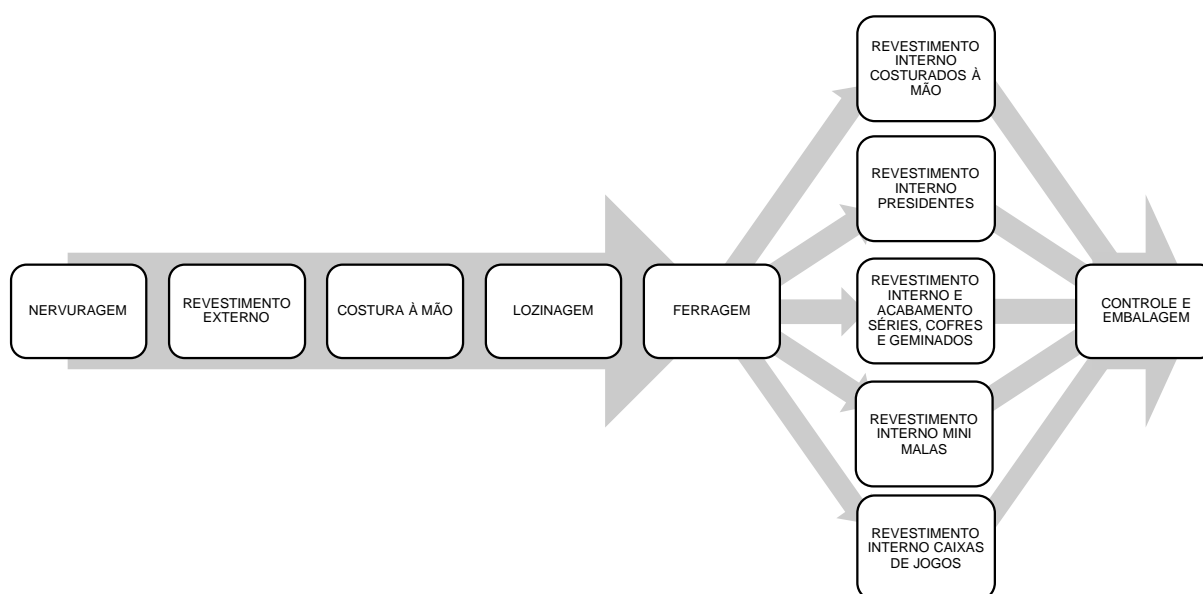 NERVURAGEM
REVESTIMENTO
EXTERNO
COSTURA À MÃO
LOZINAGEM
FERRAGEM
REVESTIMENTO
INTERNO
COSTURADOS À
MÃO
REVESTIMENTO
INTERNO
PRESIDENTES
REVESTIMENTO
INTERNO E
ACABAMENTO
SÉRIES, COFRES
E GEMINADOS
REVESTIMENTO
INTERNO MINI
MALAS
REVESTIMENTO
INTERNO CAIXAS
DE JOGOS
CONTROLE E
EMBALAGEM